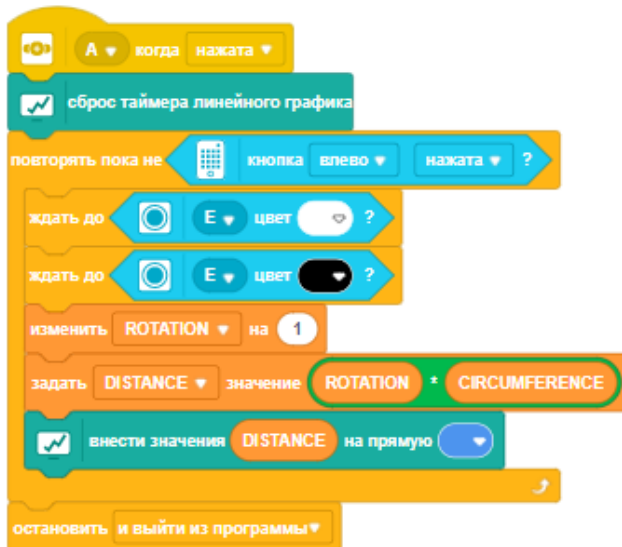 А когда нажата
сброс таймера линейного графика
повторять пока не кнопка влево нажата ?
ждать до E цвет ?
ждать до E цвет ?
изменить ROTATION на 1
задать DISTANCE значение ROTATION * CIRCUMFERENCE
внести значения DISTANCE на прямую
остановить и выйти из программы